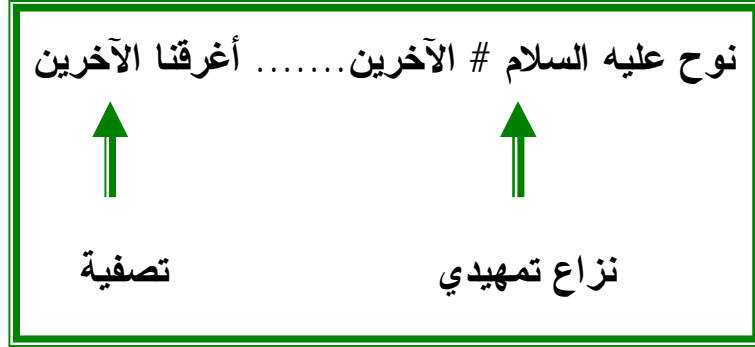 نوح عليه السلام # الآخرين....... أغرقنا الآخرين
نزاع تمهيدي
تصفية